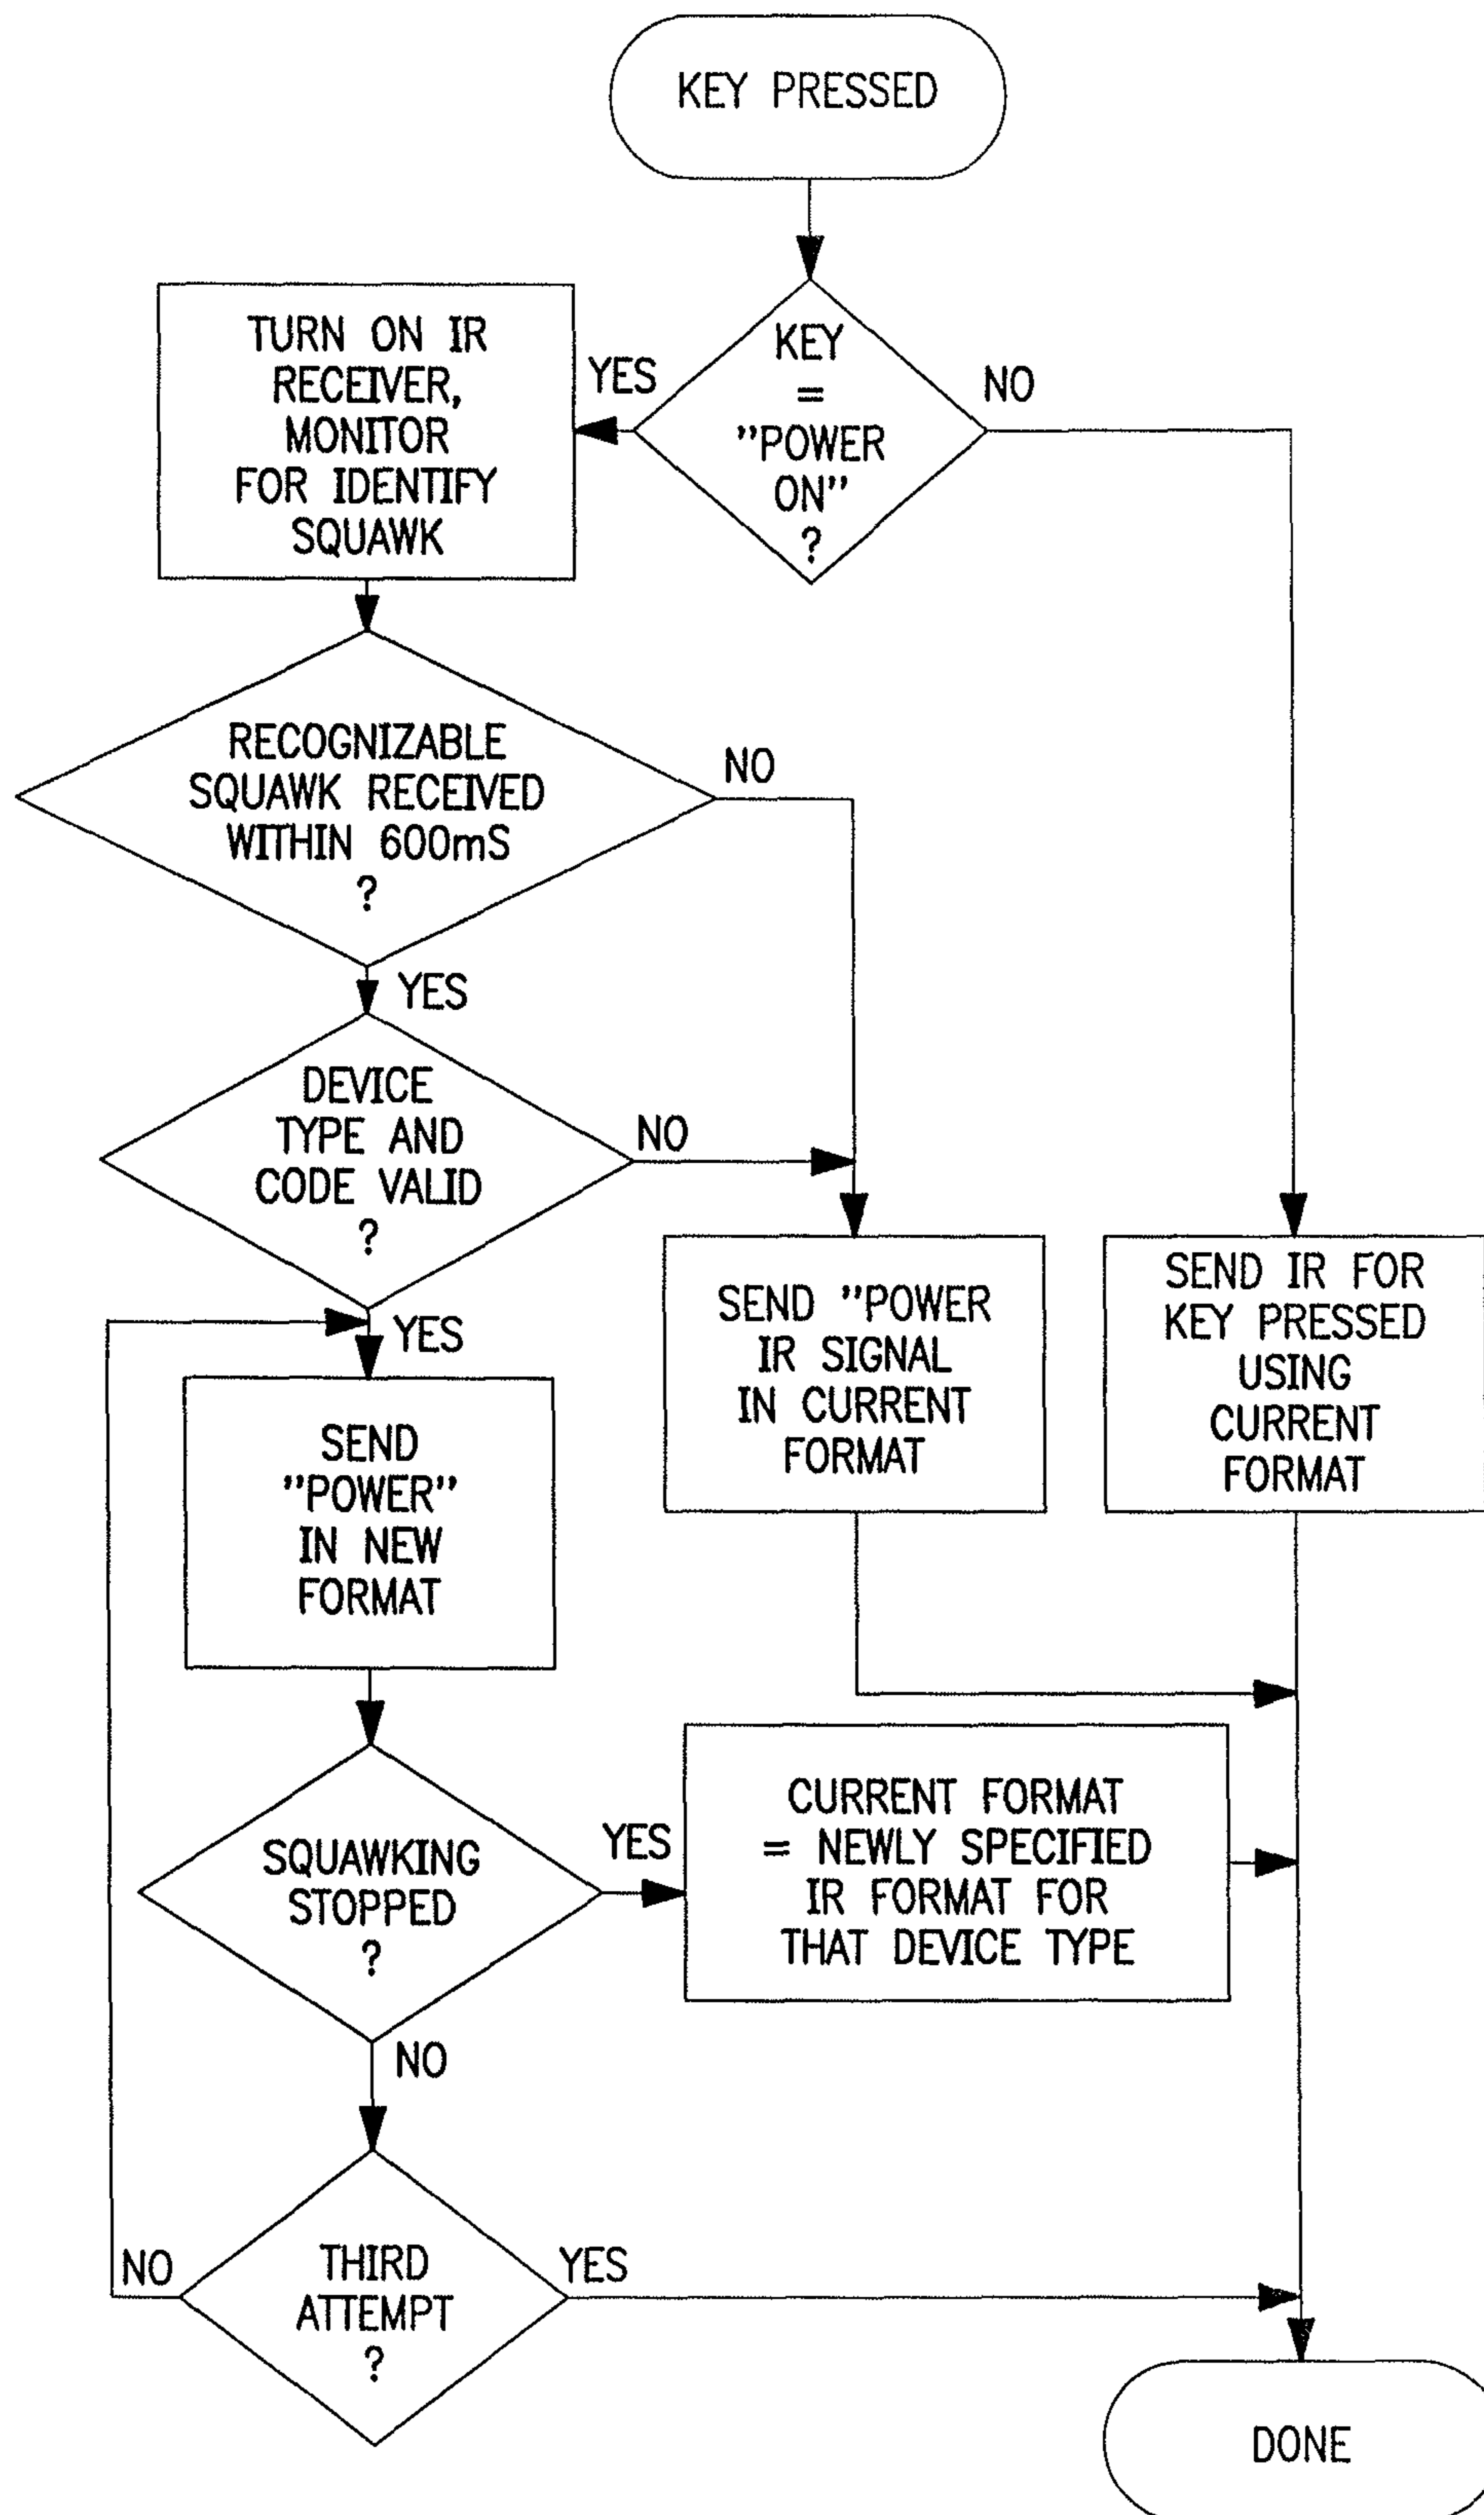 KEY PRESSED
KEY
=
"POWER
ON"
?
YES
NO
TURN ON IR
RECEIVER,
MONITOR
FOR IDENTIFY
SQUAWK
RECOGNIZABLE
SQUAWK RECEIVED
WITHIN 600mS
?
NO
YES
DEVICE
TYPE AND
CODE VALID
?
NO
YES
SEND "POWER
IR SIGNAL
IN CURRENT
FORMAT
SEND IR FOR
KEY PRESSED
USING
CURRENT
FORMAT
SEND
"POWER"
IN NEW
FORMAT
SQUAWKING
STOPPED
?
YES
CURRENT FORMAT
= NEWLY SPECIFIED
IR FORMAT FOR
THAT DEVICE TYPE
NO
THIRD
ATTEMPT
?
NO
YES
DONE